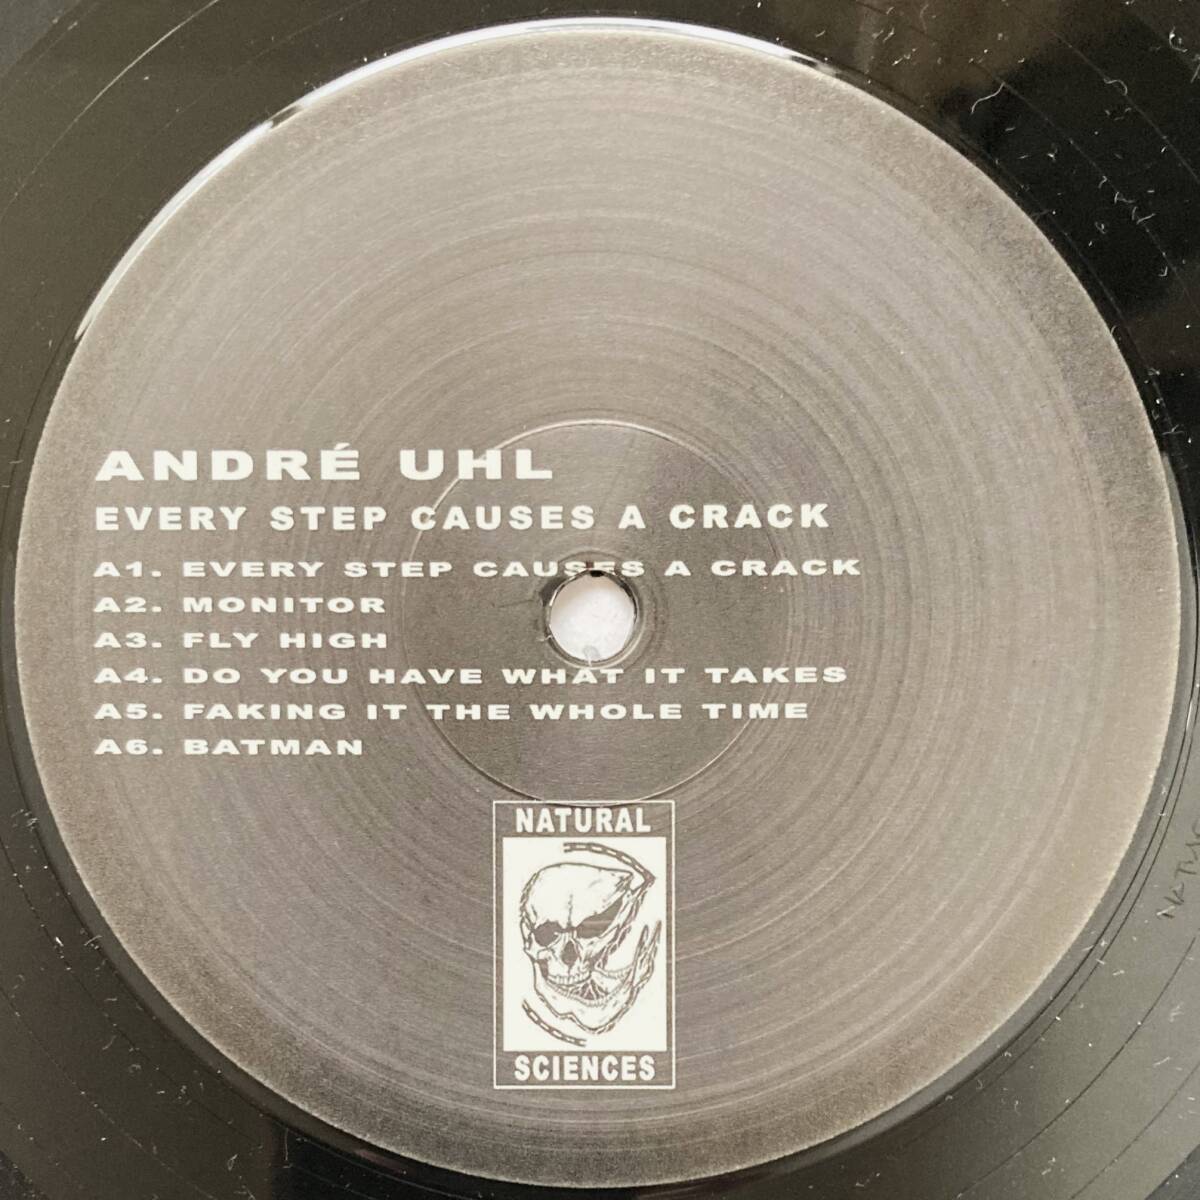 ANDRÉ UHL
EVERY STEP CAUSES A CRACK
A1. EVERY STEP CAUSES A CRACK
A2. MONITOR
A3. FLY HIGH
A4. DO YOU HAVE WHAT IT TAKES
A5. FAKING IT THE WHOLE TIME
A6. BATMAN
NATURAL
SCIENCES